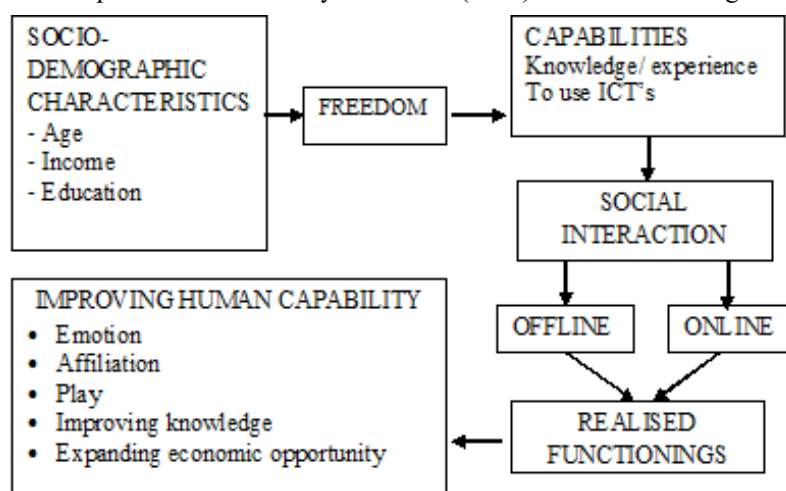 SOCIO-
DEMOGRAPHIC
CHARACTERISTICS
- Age
- Income
- Education
FREEDOM
CAPABILITIES
Knowledge/ experience
To use ICT's
SOCIAL
INTERACTION
OFFLINE
ONLINE
REALISED
FUNCTIONINGS
IMPROVING HUMAN CAPABILITY
• Emotion
• Affiliation
• Play
• Improving knowledge
• Expanding economic opportunity